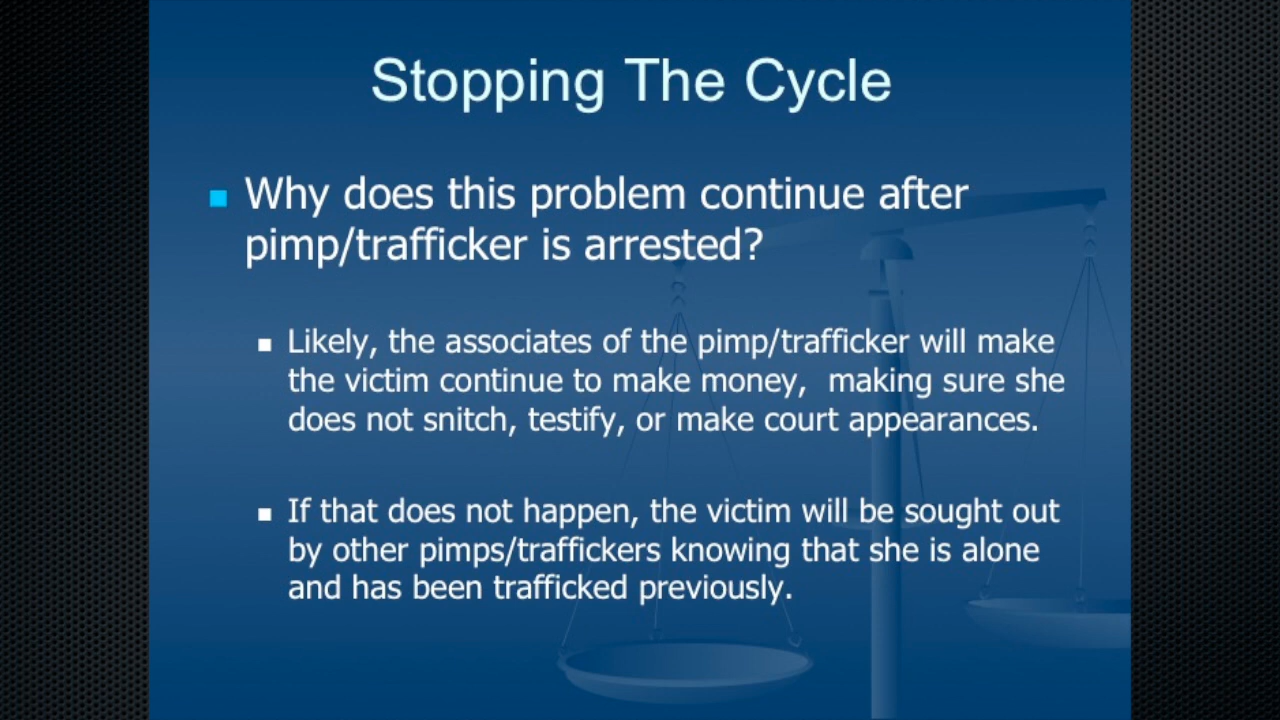 Stopping The Cycle
Why does this problem continue after
pimp/trafficker is arrested?
Likely, the associates of the pimp/trafficker will make
the victim continue to make money,  making sure she
does not snitch, testify, or make court appearances.
If that does not happen, the victim will be sought out
by other pimps/traffickers knowing that she is alone
and has been trafficked previously.